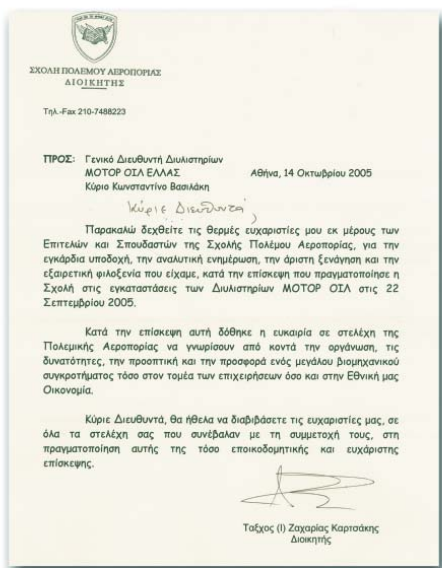 ΣΧΟΛΗ ΠΟΛΕΜΟΥ ΑΕΡΟΠΟΡΙΑΣ
ΔΙΟΙΚΗΤΗΣ
Τηλ.-Fax 210-7488223
ΠΡΟΣ: Γενικό Διευθυντή Διυλιστηρίων
ΜΟΤΟΡ ΟΙΛ ΕΛΛΑΣ Αθήνα, 14 Οκτωβρίου 2005
Κύριο Κωνσταντίνο Βασιλάκη
Κύριε Διευθυντά,
Παρακαλώ δεχθείτε τις θερμές ευχαριστίες μου εκ μέρους των
Επιτελών και Σπουδαστών της Σχολής Πολέμου Αεροπορίας, για την
εγκάρδια υποδοχή, την αναλυτική ενημέρωση, την άριστη ξενάγηση και την
εξαιρετική φιλοξενία που είχαμε, κατά την επίσκεψη που πραγματοποίησε η
Σχολή στις εγκαταστάσεις των Διυλιστηρίων ΜΟΤΟΡ ΟΙΛ στις 22
Σεπτεμβρίου 2005.
Κατά την επίσκεψη αυτή δόθηκε η ευκαιρία σε στελέχη της
Πολεμικής Αεροπορίας να γνωρίσουν από κοντά την οργάνωση, τις
δυνατότητες, την προοπτική και την προσφορά ενός μεγάλου βιομηχανικού
συγκροτήματος τόσο στον τομέα των επιχειρήσεων όσο και στην Εθνική μας
Οικονομία.
Κύριε Διευθυντά, θα ήθελα να διαβιβάσετε τις ευχαριστίες μας, σε
όλα τα στελέχη σας που συνέβαλαν με τη συμμετοχή τους, στη
πραγματοποίηση αυτής της τόσο εποικοδομητικής και ευχάριστης
επίσκεψης.
Ταξχος (Ι) Ζαχαρίας Καρτσάκης
Διοικητής